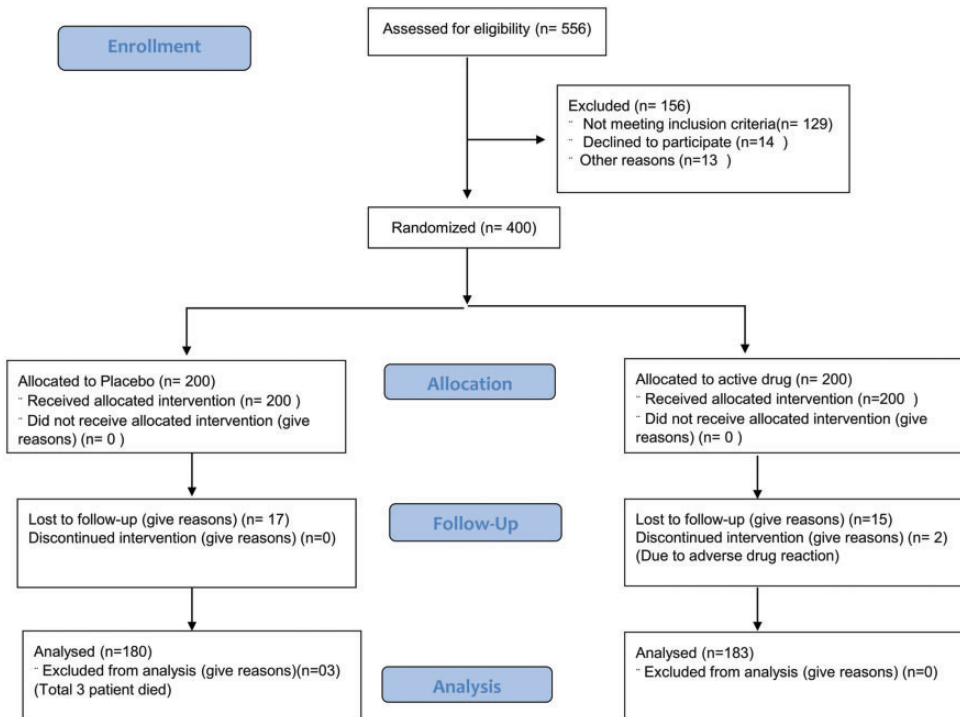 Enrollment
Assessed for eligibility (n= 556)
Excluded (n= 156)
¨ Not meeting inclusion criteria(n= 129)
¨ Declined to participate (n=14 )
¨ Other reasons (n=13 )
Randomized (n= 400)
Allocation
Allocated to Placebo (n= 200)
¨ Received allocated intervention (n= 200 )
¨ Did not receive allocated intervention (give
reasons) (n= 0 )
Allocated to active drug (n= 200)
¨ Received allocated intervention (n=200 )
¨ Did not receive allocated intervention (give
reasons) (n= 0 )
Follow-Up
Lost to follow-up (give reasons) (n= 17)
Discontinued intervention (give reasons) (n=0)
Lost to follow-up (give reasons) (n=15)
Discontinued intervention (give reasons) (n= 2)
(Due to adverse drug reaction)
Analysis
Analysed (n=180)
¨ Excluded from analysis (give reasons)(n=03)
(Total 3 patient died)
Analysed (n=183)
¨ Excluded from analysis (give reasons) (n=0)